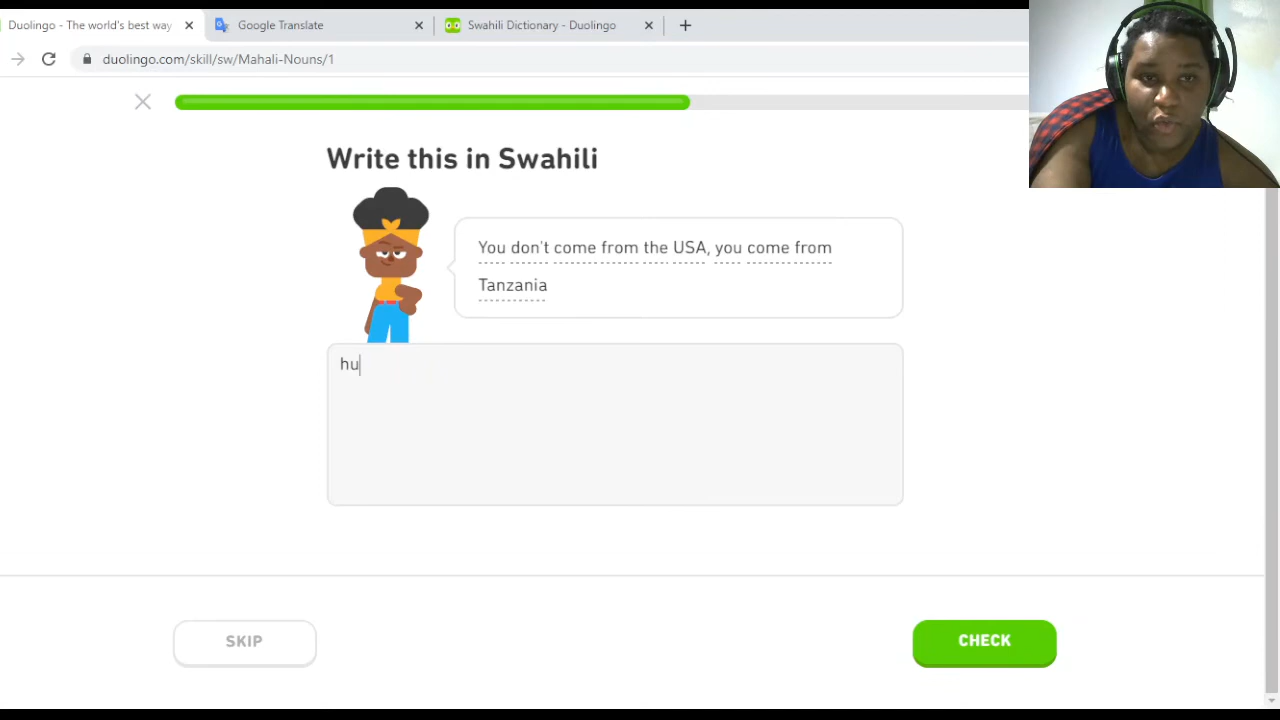 Duolingo - The world's best way
Google Translate
Swahili Dictionary - Duolingo
duolingo.com/skill/sw/Mahali-Nouns/1
Write this in Swahili
You don't come from the USA, you come from
Tanzania
hu
SKIP
CHECK